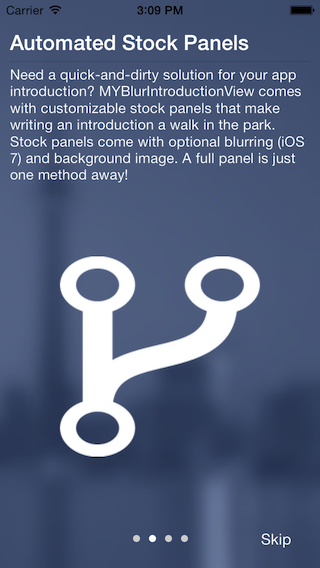 Carrier 3:09 PM
Automated Stock Panels
Need a quick-and-dirty solution for your app
introduction? MYBlurIntroductionView comes
with customizable stock panels that make
writing an introduction a walk in the park.
Stock panels come with optional blurring (iOS
7) and background image. A full panel is just
one method away!
Skip